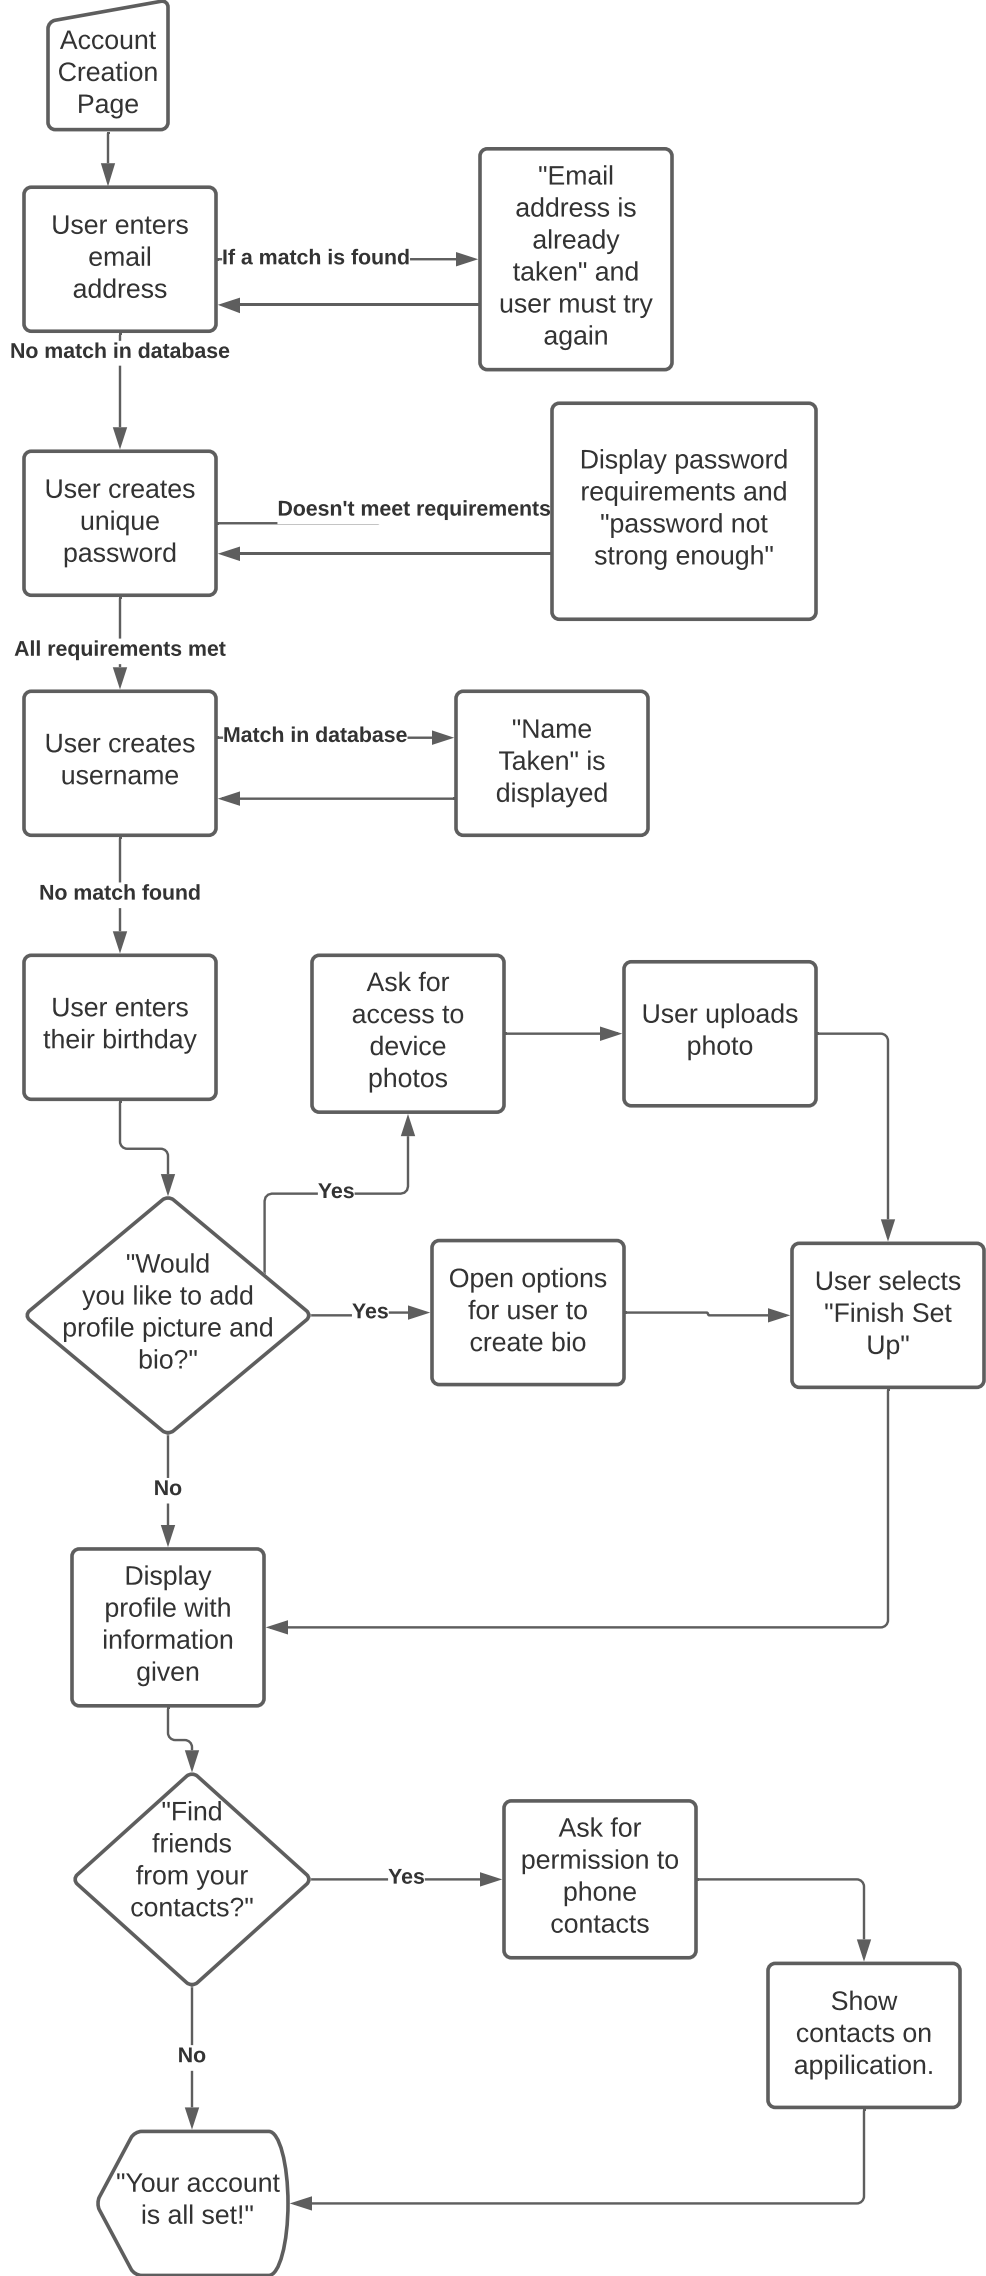 Account
Creation
Page
User enters
email
address
If a match is found
"Email
address is
already
taken" and
user must try
again
No match in database
User creates
unique
password
Doesn't meet requirements
Display password
requirements and
"password not
strong enough"
All requirements met
User creates
username
Match in database
"Name
Taken" is
displayed
No match found
User enters
their birthday
Ask for
access to
device
photos
User uploads
photo
Yes
"Would
you like to add
profile picture and
bio?"
Yes
Open options
for user to
create bio
User selects
"Finish Set
Up"
No
Display
profile with
information
given
"Find
friends
from your
contacts?"
Yes
Ask for
permission to
phone
contacts
Show
contacts on
appilication.
No
"Your account
is all set!"